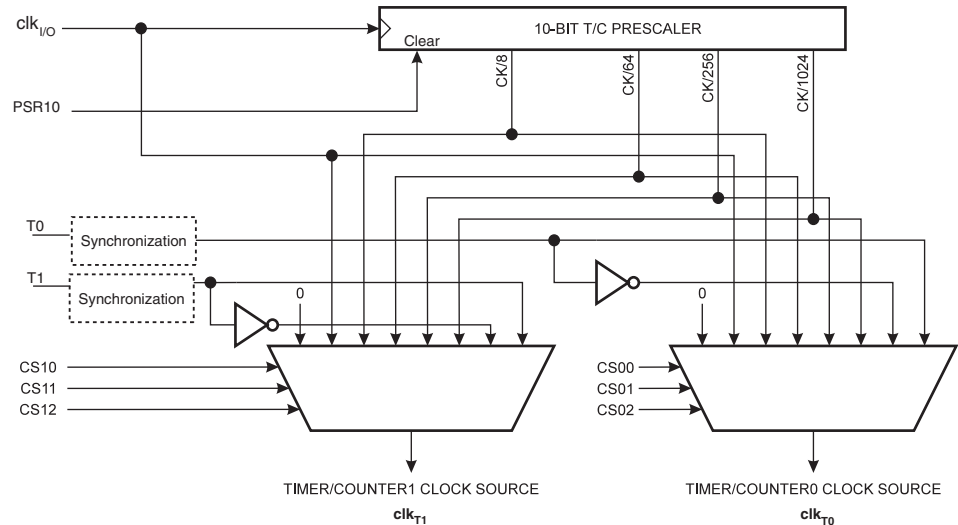 clkI/O
10-BIT T/C PRESCALER
Clear
CK/8
CK/64
CK/256
CK/1024
PSR10
T0
Synchronization
T1
Synchronization
0
0
CS10
CS11
CS12
CS00
CS01
CS02
TIMER/COUNTER1 CLOCK SOURCE
clkT1
TIMER/COUNTER0 CLOCK SOURCE
clkT0